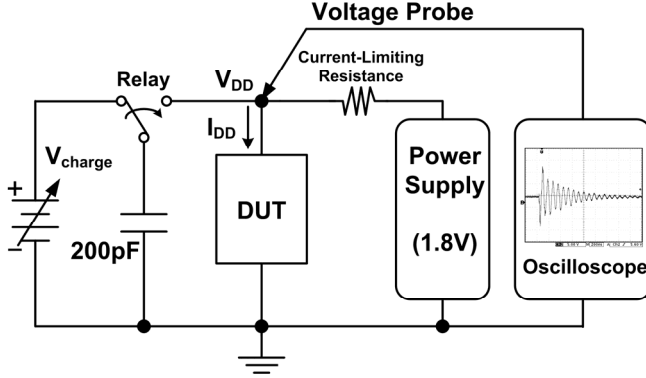 Voltage Probe
Current-Limiting
Resistance
Relay
VDD
IDD
Vcharge
+
−
200pF
DUT
Power
Supply
(1.8V)
Oscilloscope